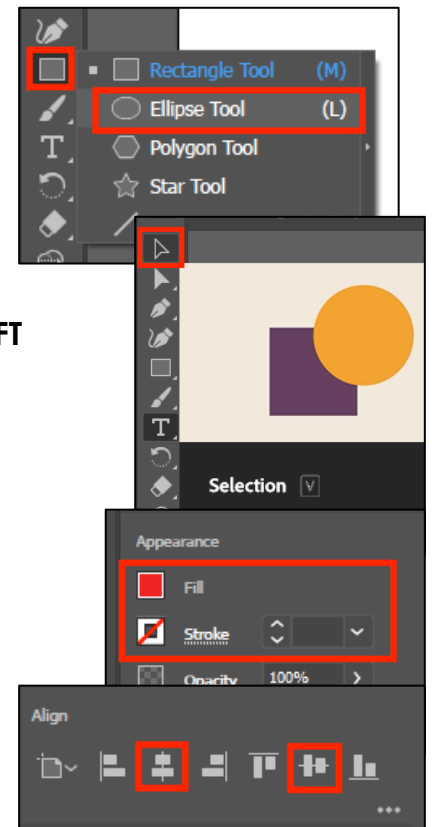 Rectangle Tool (M)
Ellipse Tool (L)
T
Polygon Tool
Star Tool
FT
T
Selection V
Appearance
Fill
Stroke
Opacity 100%
Align